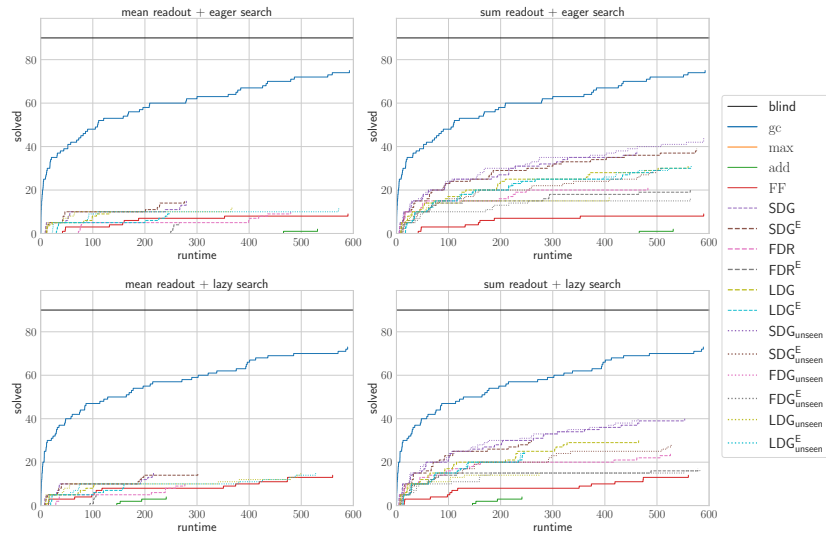 mean readout + eager search
sum readout + eager search
80
60
40
20
0
solved
0 100 200 300 400 500 600
runtime
80
60
40
20
0
solved
0 100 200 300 400 500 600
runtime
mean readout + lazy search
sum readout + lazy search
80
60
40
20
0
solved
0 100 200 300 400 500 600
runtime
80
60
40
20
0
solved
0 100 200 300 400 500 600
runtime
blind
gc
max
add
FF
SDG
SDG^E
FDR
FDR^E
LDG
LDG^E
SDG_unseen
SDG^E_unseen
FDG_unseen
FDG^E_unseen
LDG_unseen
LDG^E_unseen